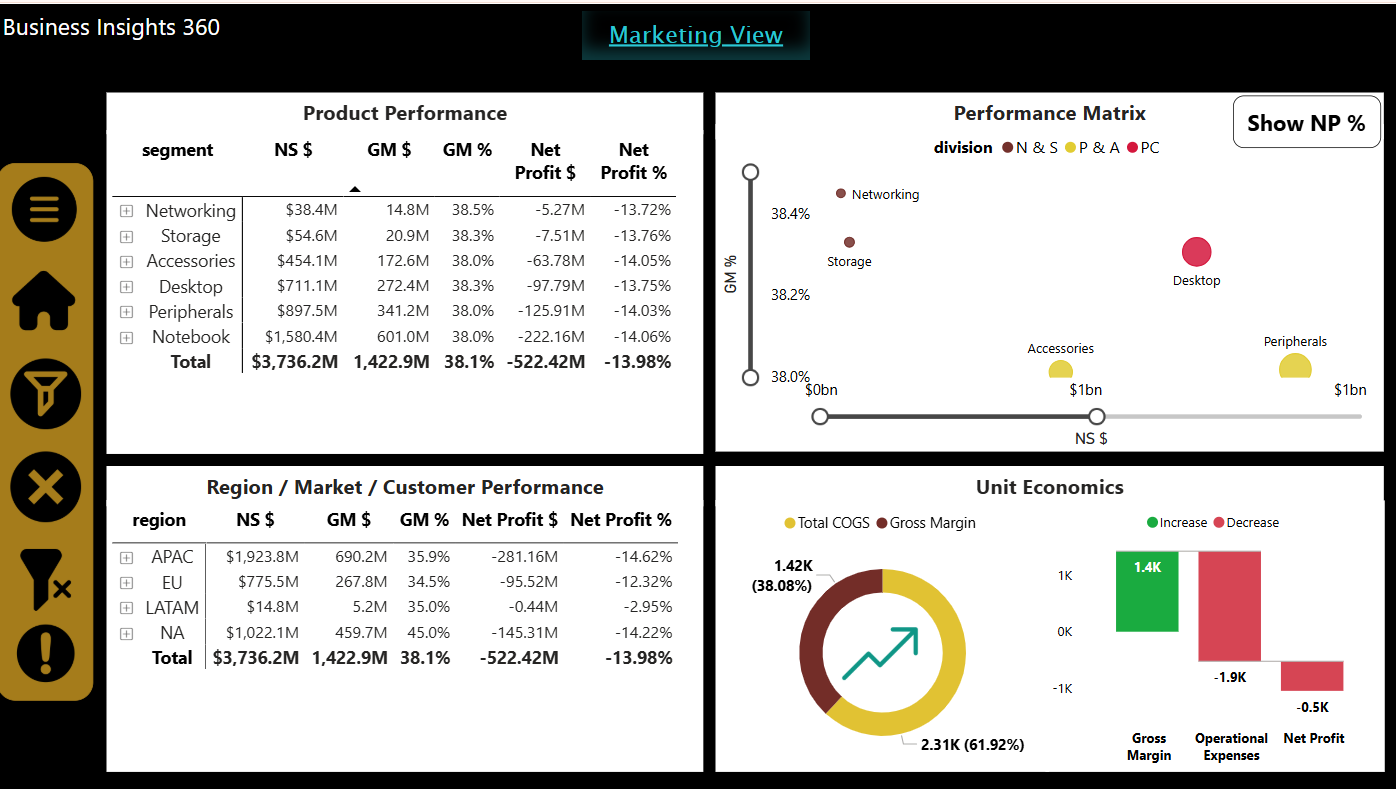 Business Insights 360
Marketing View
Product Performance
segment NS $ GM $ GM % Net Profit $ Net Profit %
Networking $38.4M 14.8M 38.5% -5.27M -13.72%
Storage $54.6M 20.9M 38.3% -7.51M -13.76%
Accessories $454.1M 172.6M 38.0% -63.78M -14.05%
Desktop $711.1M 272.4M 38.3% -97.79M -13.75%
Peripherals $897.5M 341.2M 38.0% -125.91M -14.03%
Notebook $1,580.4M 601.0M 38.0% -222.16M -14.06%
Total $3,736.2M 1,422.9M 38.1% -522.42M -13.98%
Performance Matrix
Show NP %
division N & S P & A PC
GM %
38.4%
38.2%
38.0%
Networking
Storage
Desktop
Accessories
Peripherals
$0bn $1bn $1bn
NS $
Region / Market / Customer Performance
region NS $ GM $ GM % Net Profit $ Net Profit %
APAC $1,923.8M 690.2M 35.9% -281.16M -14.62%
EU $775.5M 267.8M 34.5% -95.52M -12.32%
LATAM $14.8M 5.2M 35.0% -0.44M -2.95%
NA $1,022.1M 459.7M 45.0% -145.31M -14.22%
Total $3,736.2M 1,422.9M 38.1% -522.42M -13.98%
Unit Economics
Total COGS Gross Margin
1.42K
(38.08%)
2.31K (61.92%)
Increase Decrease
1K
0K
-1K
1.4K
-1.9K
-0.5K
Gross Margin
Operational Expenses
Net Profit